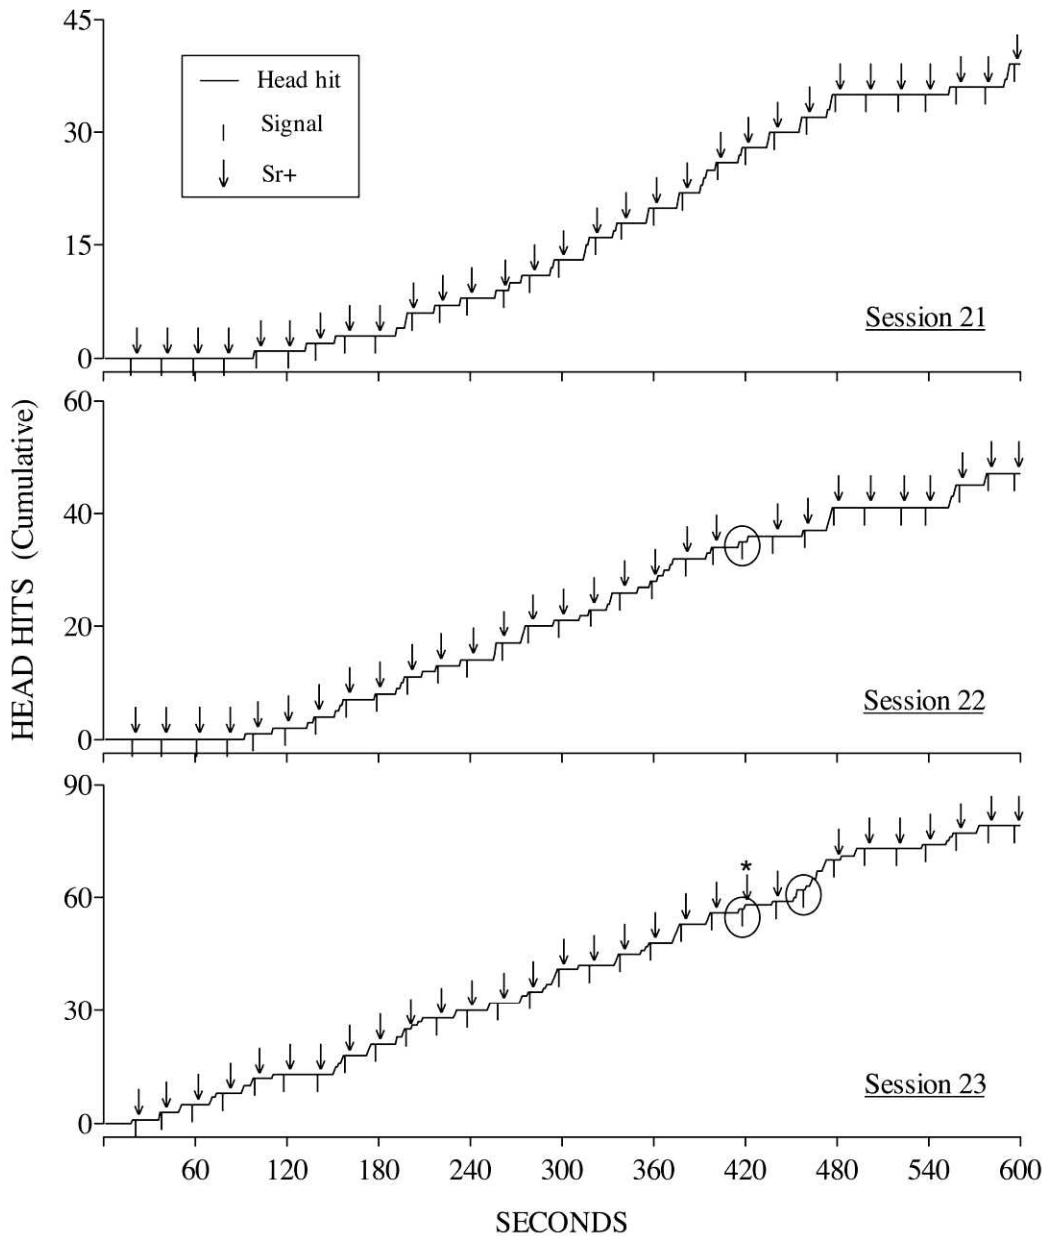 45
Head hit
Signal
Sr+
30
15
0
Session 21
60
40
20
0
Session 22
HEAD HITS (Cumulative)
90
*
60
30
0
Session 23
60 120 180 240 300 360 420 480 540 600
SECONDS